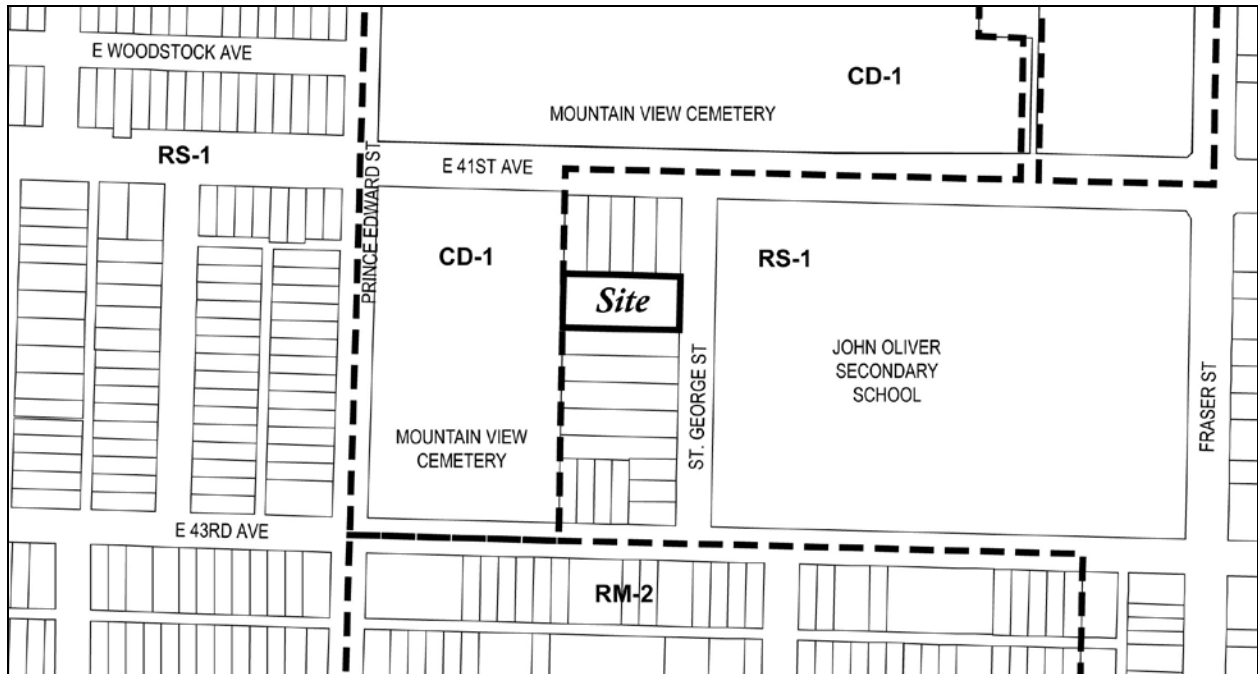 E WOODSTOCK AVE
CD-1
MOUNTAIN VIEW CEMETERY
RS-1
E 41ST AVE
PRINCE EDWARD ST
CD-1
RS-1
Site
JOHN OLIVER
SECONDARY
SCHOOL
ST. GEORGE ST
FRASER ST
MOUNTAIN VIEW
CEMETERY
E 43RD AVE
RM-2